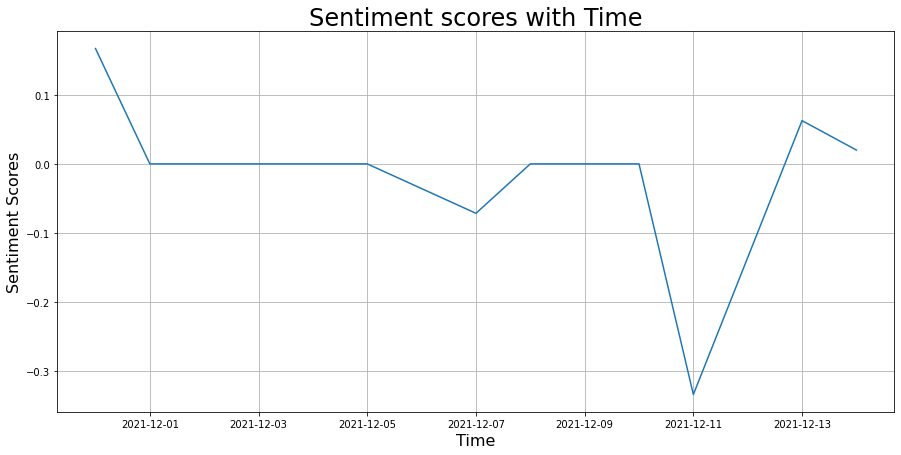 Sentiment scores with Time
Sentiment Scores
0.1
0.0
−0.1
−0.2
−0.3
2021-12-01 2021-12-03 2021-12-05 2021-12-07 2021-12-09 2021-12-11 2021-12-13
Time